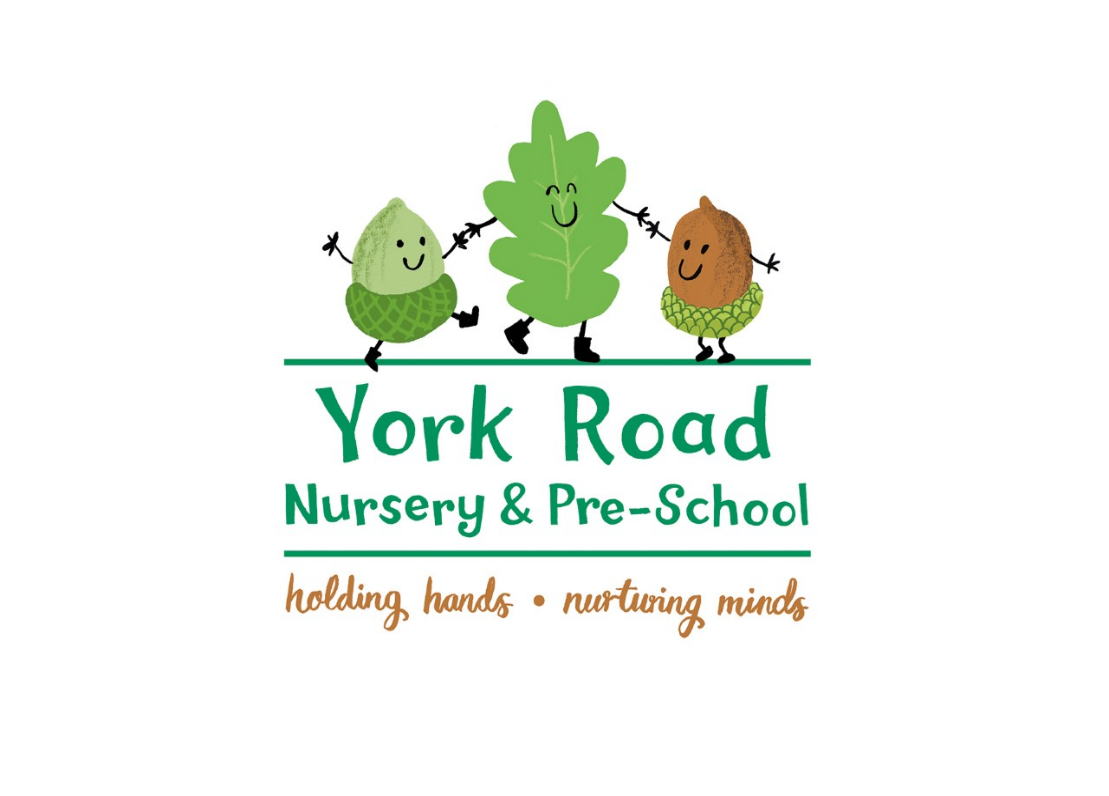 York Road
Nursery & Pre-School
holding hands • nurturing minds